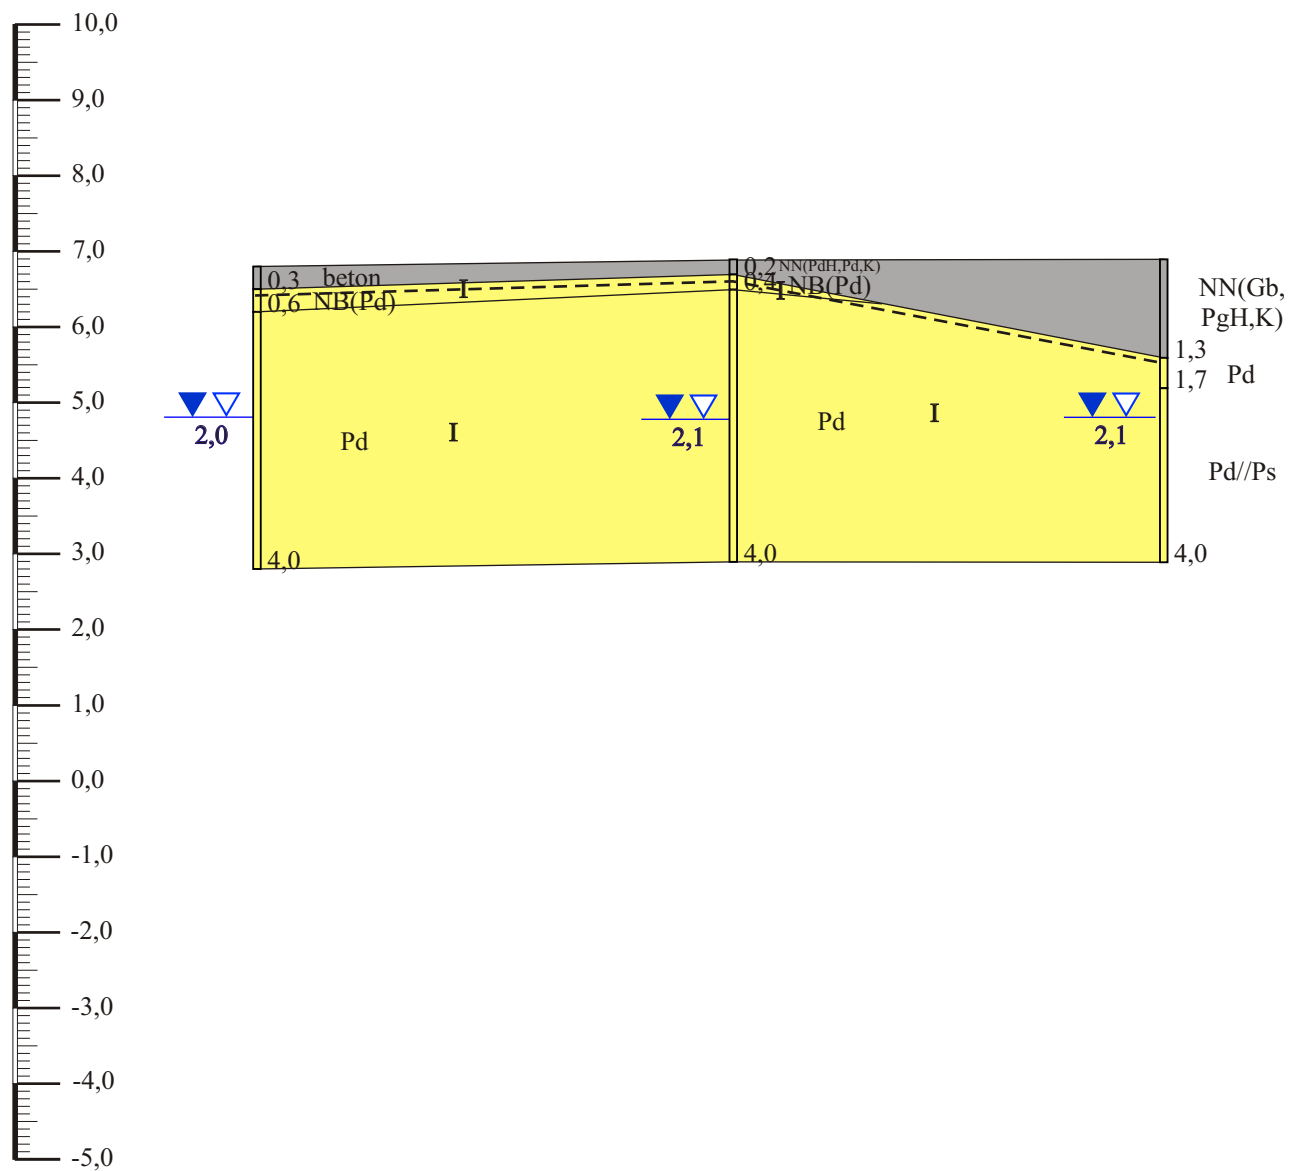 10,0
9,0
8,0
7,0
6,0
5,0
4,0
3,0
2,0
1,0
0,0
-1,0
-2,0
-3,0
-4,0
-5,0
0,3 beton I
0,6 NB(Pd)
2,0
Pd I
4,0
0,2 NN(PdH,Pd,K)
0,4 I NB(Pd)
2,1
Pd I
4,0
NN(Gb,
PgH,K)
1,3
1,7 Pd
2,1
Pd//Ps
4,0